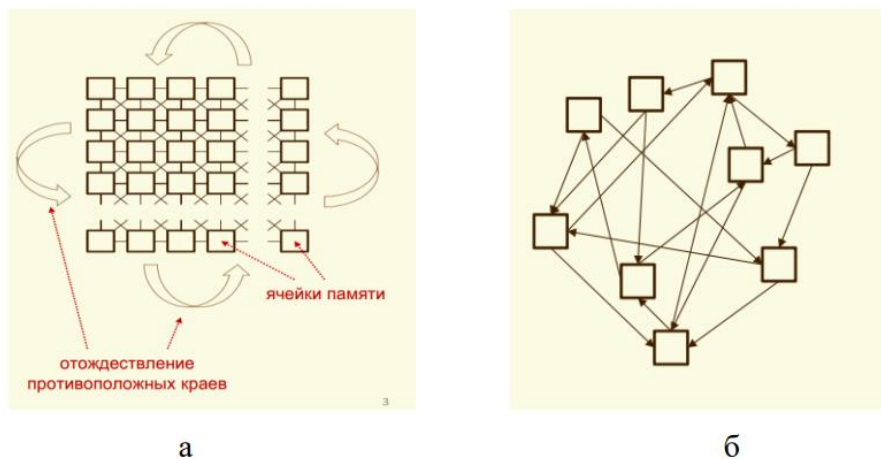 ячейки памяти
отождествление
противоположных краев
3
а
б